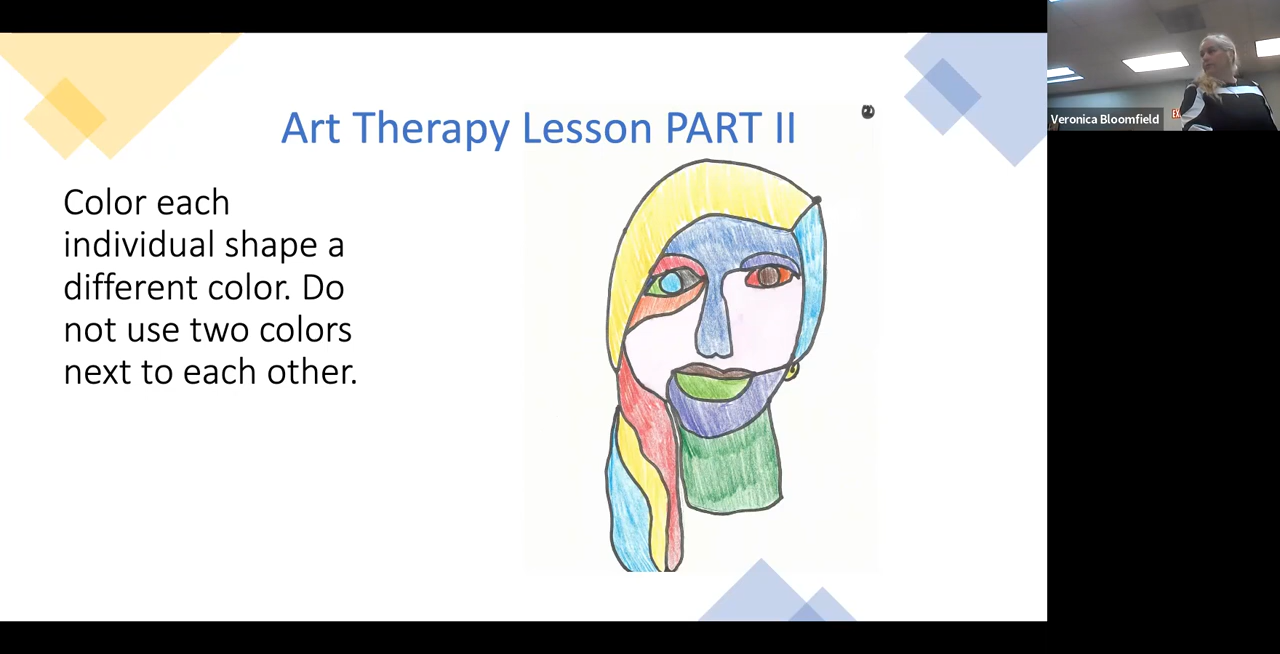 Art Therapy Lesson PART II
Color each
individual shape a
different color. Do
not use two colors
next to each other.
Veronica Bloomfield